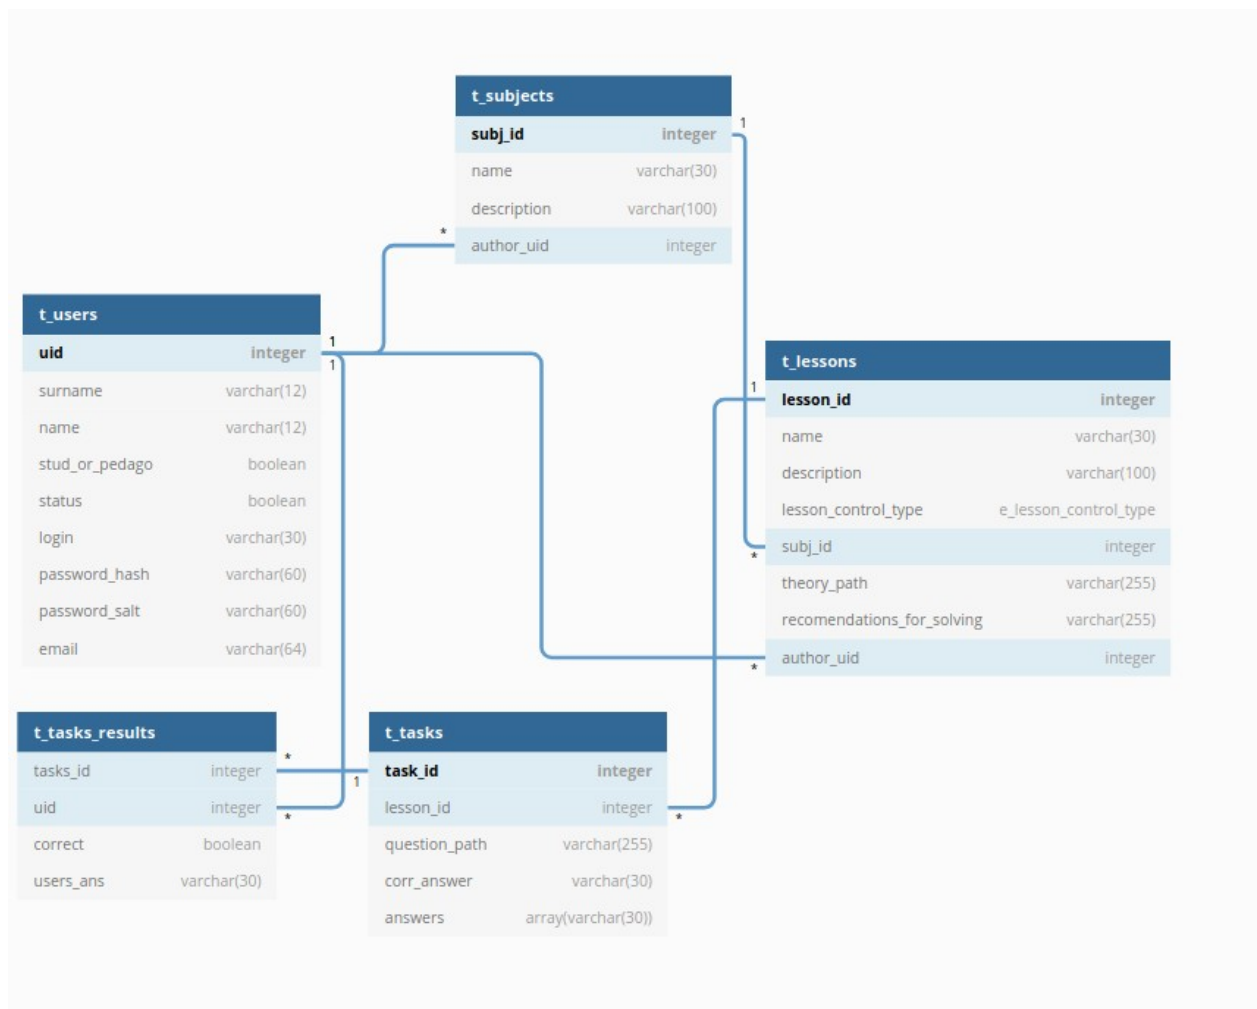 t_subjects
subj_id integer
name varchar(30)
description varchar(100)
author_uid integer
1
*
t_users
uid integer
surname varchar(12)
name varchar(12)
stud_or_pedago boolean
status boolean
login varchar(30)
password_hash varchar(60)
password_salt varchar(60)
email varchar(64)
1
1
t_lessons
lesson_id integer
name varchar(30)
description varchar(100)
lesson_control_type e_lesson_control_type
subj_id integer
theory_path varchar(255)
recomendations_for_solving varchar(255)
author_uid integer
1
*
*
t_tasks_results
tasks_id integer
uid integer
correct boolean
users_ans varchar(30)
*
*
t_tasks
task_id integer
lesson_id integer
question_path varchar(255)
corr_answer varchar(30)
answers array(varchar(30))
1
*